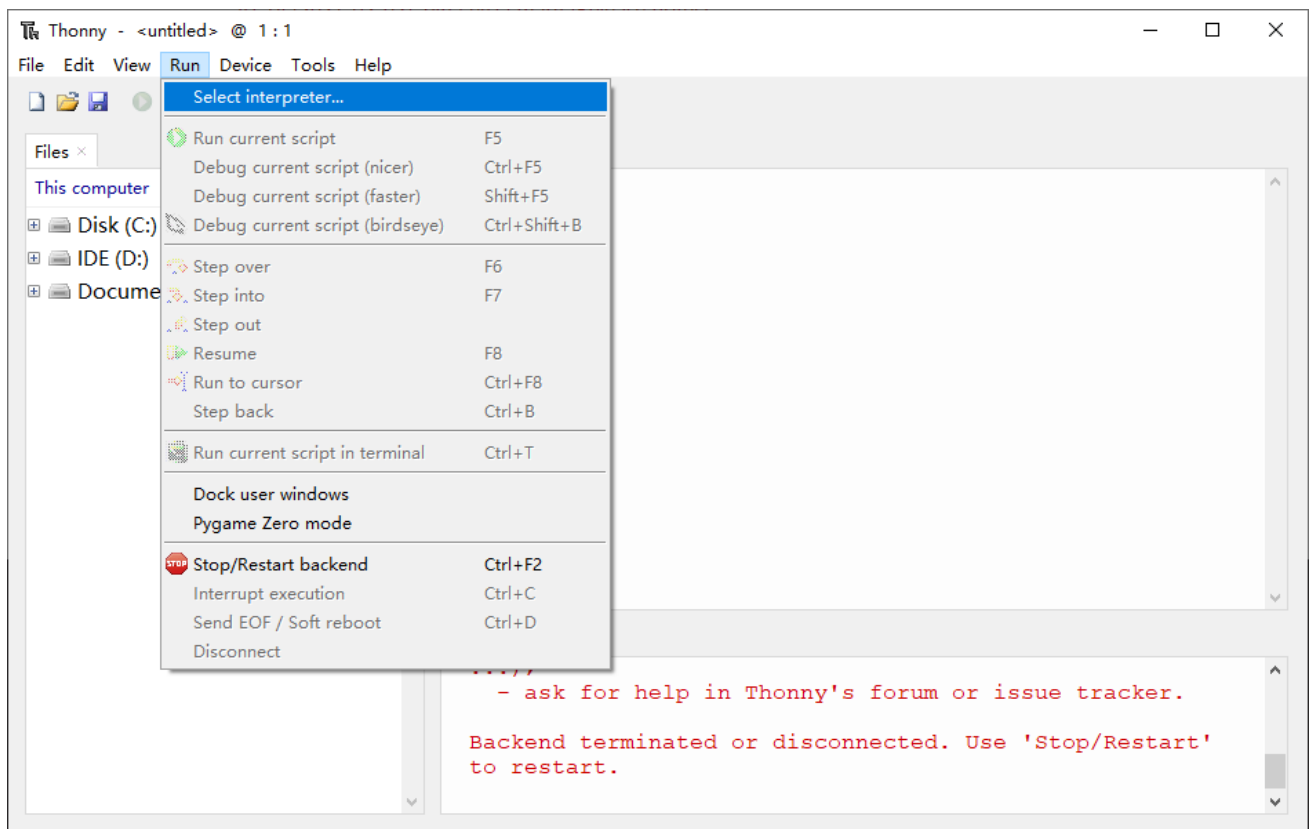 Thonny - <untitled> @ 1 : 1
File Edit View Run Device Tools Help
Select interpreter...
Files
This computer
Disk (C:)
IDE (D:)
Docume
Run current script F5
Debug current script (nicer) Ctrl+F5
Debug current script (faster) Shift+F5
Debug current script (birdseye) Ctrl+Shift+B
Step over F6
Step into F7
Step out
Resume F8
Run to cursor Ctrl+F8
Step back Ctrl+B
Run current script in terminal Ctrl+T
Dock user windows
Pygame Zero mode
STOP Stop/Restart backend Ctrl+F2
Interrupt execution Ctrl+C
Send EOF / Soft reboot Ctrl+D
Disconnect
- ask for help in Thonny's forum or issue tracker.
Backend terminated or disconnected. Use 'Stop/Restart'
to restart.